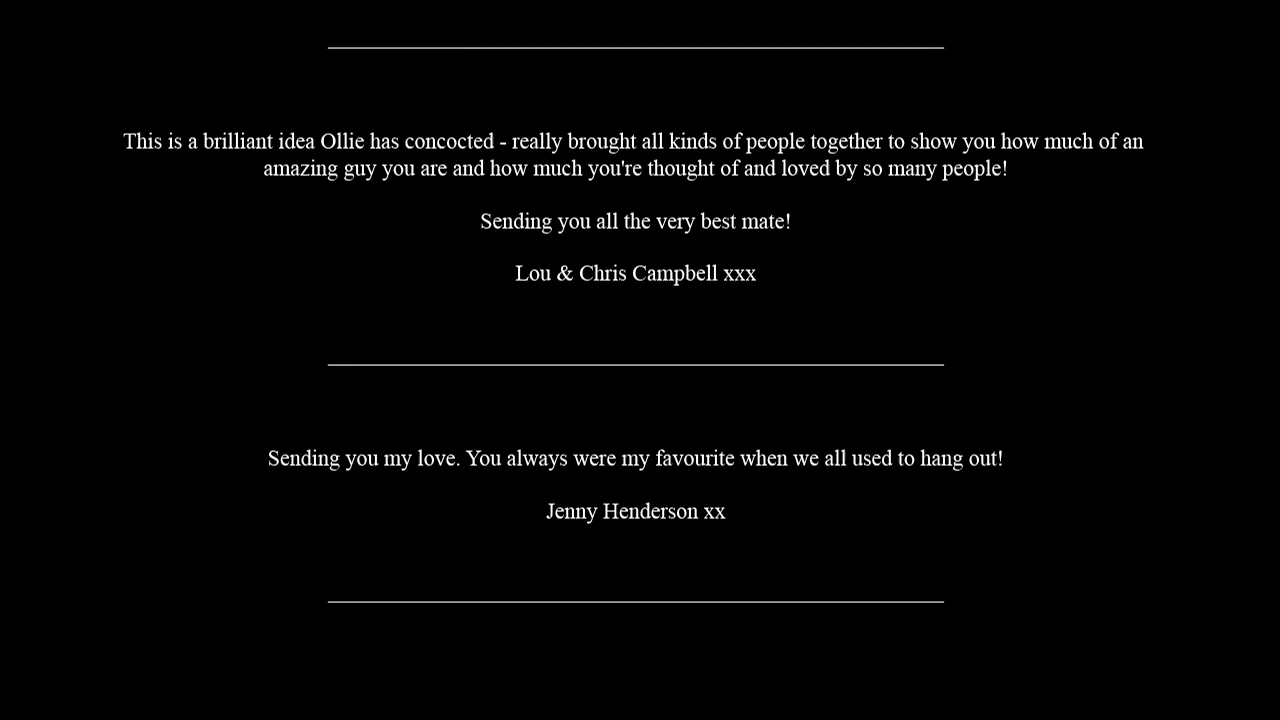 This is a brilliant idea Ollie has concocted - really brought all kinds of people together to show you how much of an
amazing guy you are and how much you're thought of and loved by so many people!
Sending you all the very best mate!
Lou & Chris Campbell xxx
Sending you my love. You always were my favourite when we all used to hang out!
Jenny Henderson xx